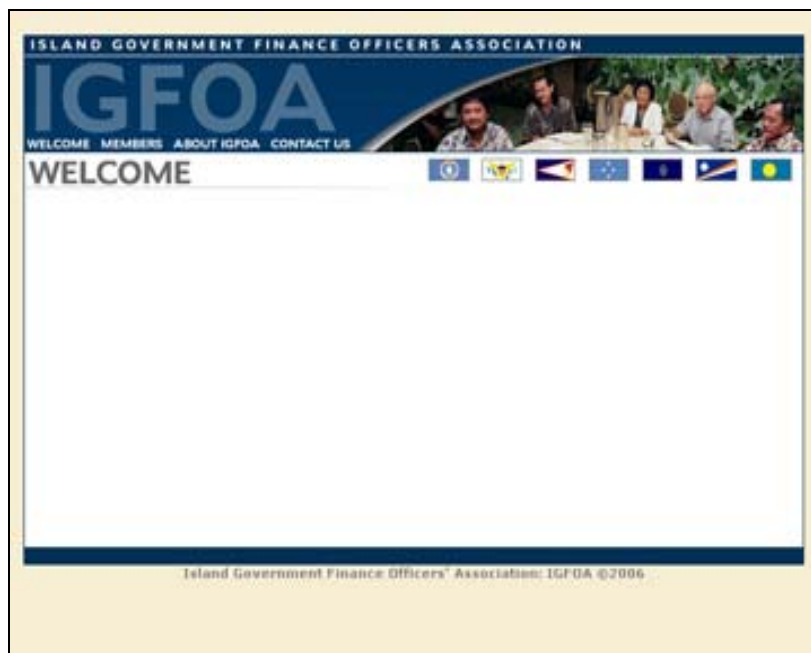 ISLAND GOVERNMENT FINANCE OFFICERS ASSOCIATION
IGFOA
WELCOME MEMBERS ABOUT IGFOA CONTACT US
WELCOME
Island Government Finance Officers' Association: IGFOA ©2006